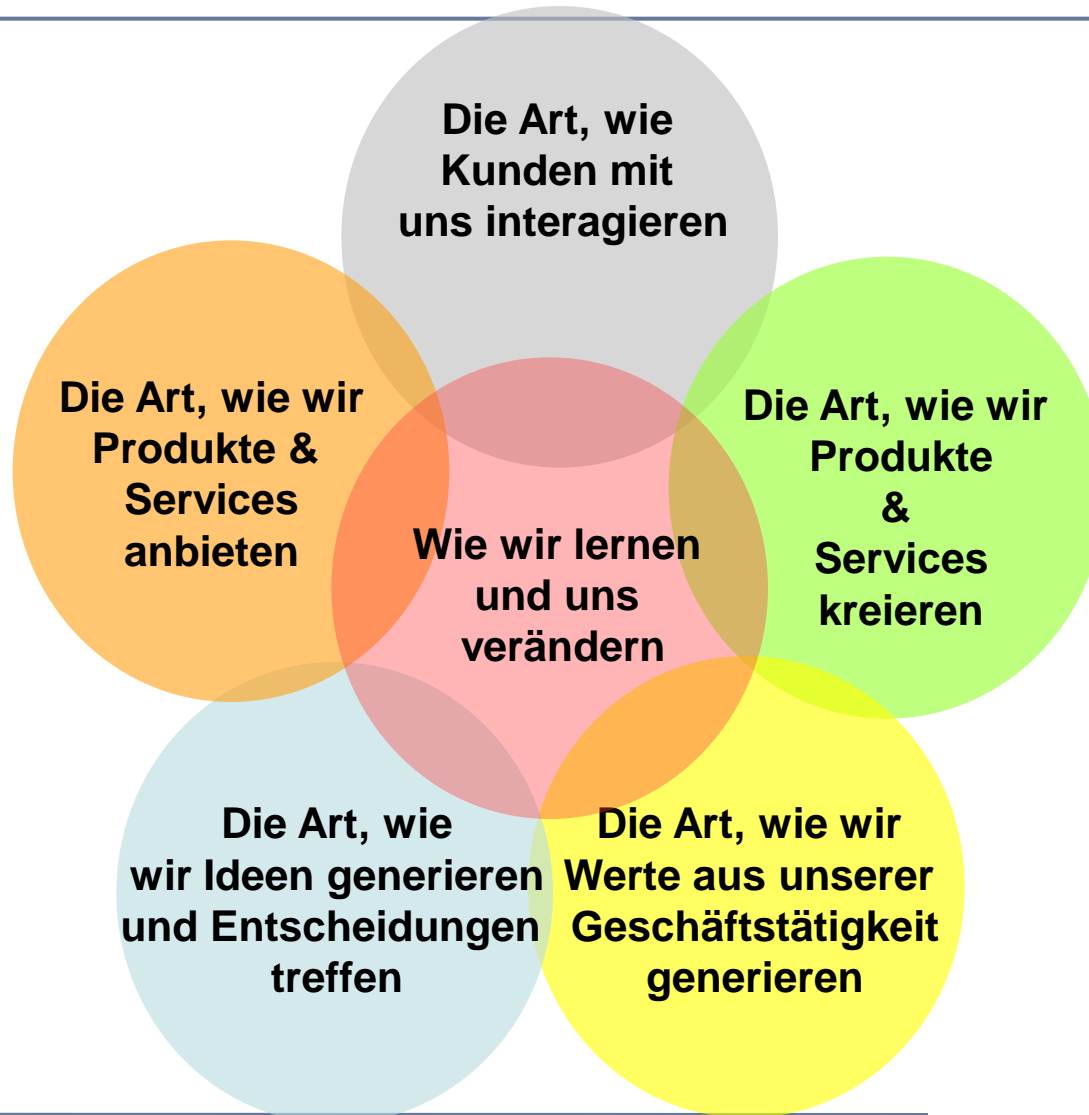 Die Art, wie
Kunden mit
uns interagieren
Die Art, wie wir
Produkte &
Services
anbieten
Die Art, wie wir
Produkte
&
Services
kreieren
Wie wir lernen
und uns
verändern
Die Art, wie
wir Ideen generieren
und Entscheidungen
treffen
Die Art, wie wir
Werte aus unserer
Geschäftstätigkeit
generieren